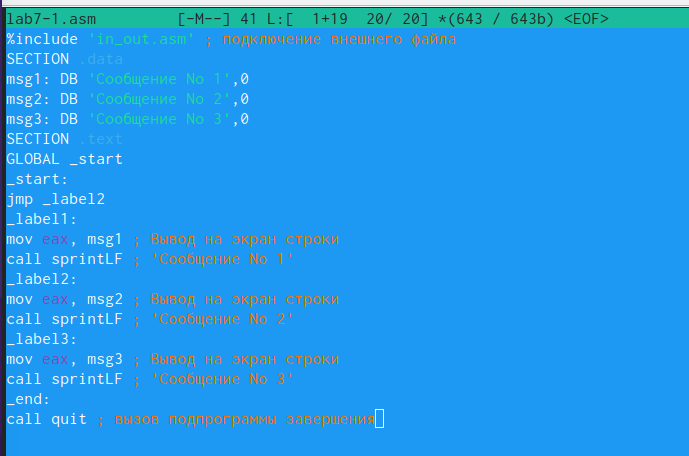 lab7-1.asm [-M--] 41 L:[ 1+19 20/ 20] *(643 / 643b) <EOF>
%include 'in_out.asm' ; подключение внешнего файла
SECTION .data
msg1: DB 'Сообщение No 1',0
msg2: DB 'Сообщение No 2',0
msg3: DB 'Сообщение No 3',0
SECTION .text
GLOBAL _start
_start:
jmp _label2
_label1:
mov eax, msg1 ; Вывод на экран строки
call sprintLF ; 'Сообщение No 1'
_label2:
mov eax, msg2 ; Вывод на экран строки
call sprintLF ; 'Сообщение No 2'
_label3:
mov eax, msg3 ; Вывод на экран строки
call sprintLF ; 'Сообщение No 3'
_end:
call quit ; вызов подпрограммы завершения